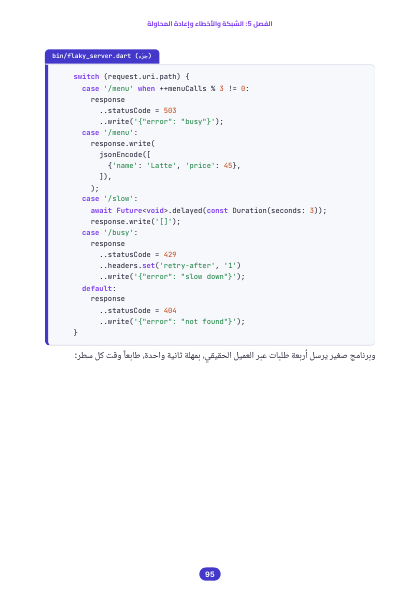 الفصل 5: الشبكة والأخطاء وإعادة المحاولة
bin/flaky_server.dart (جزء)
switch (request.uri.path) {
  case '/menu' when ++menuCalls % 3 != 0:
    response
      ..statusCode = 503
      ..write('{"error": "busy"}');
  case '/menu':
    response.write(
      jsonEncode([
        {'name': 'Latte', 'price': 45},
      ]),
    );
  case '/slow':
    await Future<void>.delayed(const Duration(seconds: 3));
    response.write('[]');
  case '/busy':
    response
      ..statusCode = 429
      ..headers.set('retry-after', '1')
      ..write('{"error": "slow down"}');
  default:
    response
      ..statusCode = 404
      ..write('{"error": "not found"}');
}
وبرنامج صغير يرسل أربعة طلبات عبر العميل الحقيقي، بمهلة ثانية واحدة، طابعاً وقت كل سطر:
95